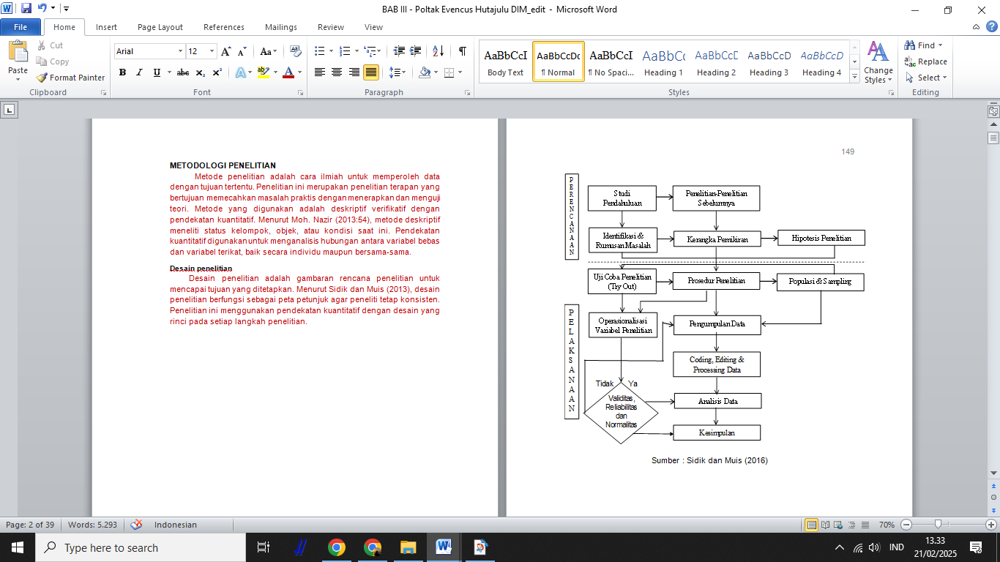 BAB III - Poltak Evencus Hutajulu DIM_edit - Microsoft Word
File Home Insert Page Layout References Mailings Review View
Paste
Cut
Copy
Format Painter
Clipboard
Arial 12
Font
Paragraph
AaBbCcI AaBbCcDc AaBbCcI AaBbC AaBbCcD AaBbCcD AaBbCcD
Body Text ¶ Normal ¶ No Spaci... Heading 1 Heading 2 Heading 3 Heading 4
Styles
Change
Styles
Find
Replace
Select
Editing
METODOLOGI PENELITIAN
Metode penelitian adalah cara ilmiah untuk memperoleh data
dengan tujuan tertentu. Penelitian ini merupakan penelitian terapan yang
bertujuan memecahkan masalah praktis dengan menerapkan dan menguji
teori. Metode yang digunakan adalah deskriptif verifikatif dengan
pendekatan kuantitatif. Menurut Moh. Nazir (2013:54), metode deskriptif
meneliti status kelompok, objek, atau kondisi saat ini. Pendekatan
kuantitatif digunakan untuk menganalisis hubungan antara variabel bebas
dan variabel terikat, baik secara individu maupun bersama-sama.
Desain penelitian
Desain penelitian adalah gambaran rencana penelitian untuk
mencapai tujuan yang ditetapkan. Menurut Sidik dan Muis (2013), desain
penelitian berfungsi sebagai peta petunjuk agar peneliti tetap konsisten.
Penelitian ini menggunakan pendekatan kuantitatif dengan desain yang
rinci pada setiap langkah penelitian.
149
PERENCANAAN
Studi
Pendahuluan
Penelitian-Penelitian
Sebelumnya
Identifikasi &
Rumusan Masalah
Kerangka Pemikiran
Hipotesis Penelitian
Uji Coba Penelitian
(Try Out)
Prosedur Penelitian
Populasi & Sampling
PELAKSANAAN
Operasionalisasi
Variabel Penelitian
Pengumpulan Data
Coding, Editing &
Processing Data
Tidak Ya
Validitas,
Reliabilitas
dan
Normalitas
Analisis Data
Kesimpulan
Sumber : Sidik dan Muis (2016)
Page: 2 of 39 Words: 5.293 Indonesian 70%
Type here to search
IND
13.33
21/02/2025